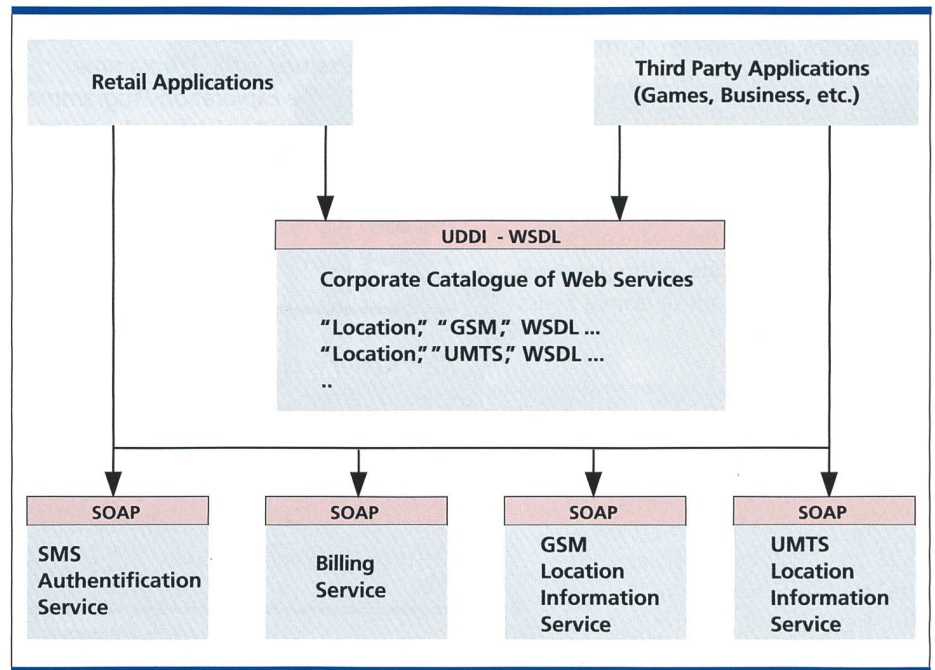 Retail Applications
Third Party Applications
(Games, Business, etc.)
UDDI - WSDL
Corporate Catalogue of Web Services
"Location," "GSM," WSDL ...
"Location," "UMTS," WSDL ...
..
SOAP
SMS
Authentification
Service
SOAP
Billing
Service
SOAP
GSM
Location
Information
Service
SOAP
UMTS
Location
Information
Service